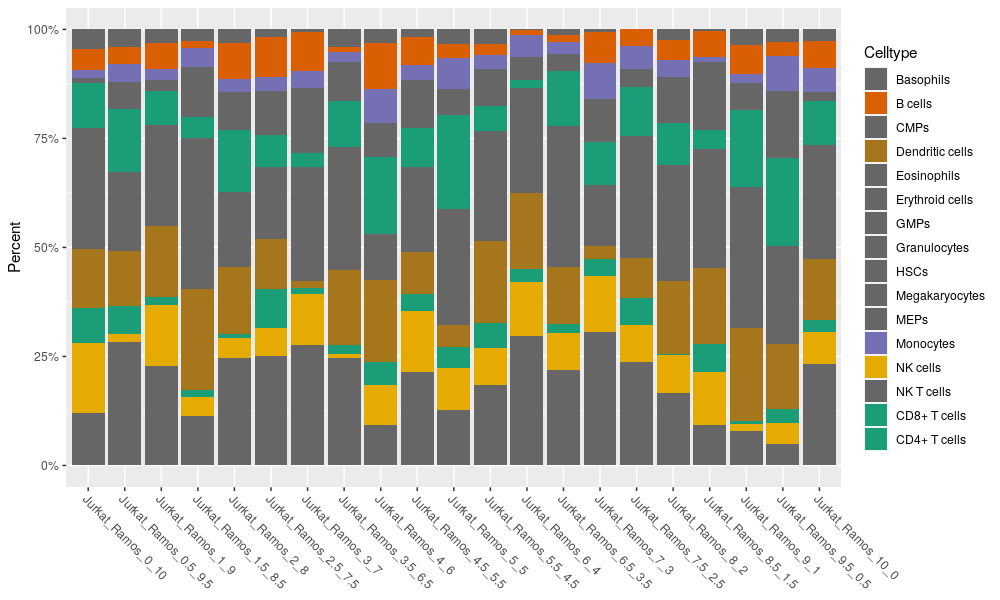 100%
75%
50%
25%
0%
Percent
Jurkat_Ramos_0_10
Jurkat_Ramos_0.5_9.5
Jurkat_Ramos_1_9
Jurkat_Ramos_1.5_8.5
Jurkat_Ramos_2_8
Jurkat_Ramos_2.5_7.5
Jurkat_Ramos_3_7
Jurkat_Ramos_3.5_6.5
Jurkat_Ramos_4_6
Jurkat_Ramos_4.5_5.5
Jurkat_Ramos_5_5
Jurkat_Ramos_5.5_4.5
Jurkat_Ramos_6_4
Jurkat_Ramos_6.5_3.5
Jurkat_Ramos_7_3
Jurkat_Ramos_7.5_2.5
Jurkat_Ramos_8_2
Jurkat_Ramos_8.5_1.5
Jurkat_Ramos_9_1
Jurkat_Ramos_9.5_0.5
Jurkat_Ramos_10_0
Celltype
Basophils
B cells
CMPs
Dendritic cells
Eosinophils
Erythroid cells
GMPs
Granulocytes
HSCs
Megakaryocytes
MEPs
Monocytes
NK cells
NK T cells
CD8+ T cells
CD4+ T cells